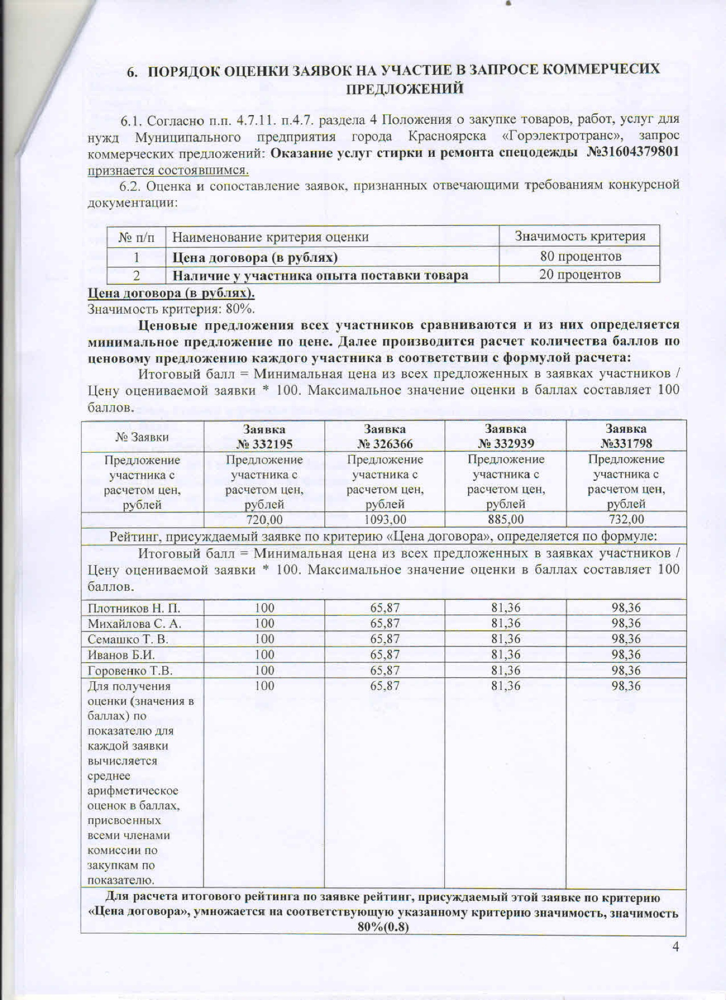 6. ПОРЯДОК ОЦЕНКИ ЗАЯВОК НА УЧАСТИЕ В ЗАПРОСЕ КОММЕРЧЕСИХ
ПРЕДЛОЖЕНИЙ
6.1. Согласно п.п. 4.7.11. п.4.7. раздела 4 Положения о закупке товаров, работ, услуг для
нужд Муниципального предприятия города Красноярска «Горэлектротранс», запрос
коммерческих предложений: Оказание услуг стирки и ремонта спецодежды №31604379801
признается состоявшимся.
6.2. Оценка и сопоставление заявок, признанных отвечающими требованиям конкурсной
документации:
№ п/п Наименование критерия оценки Значимость критерия
1 Цена договора (в рублях) 80 процентов
2 Наличие у участника опыта поставки товара 20 процентов
Цена договора (в рублях).
Значимость критерия: 80%.
Ценовые предложения всех участников сравниваются и из них определяется
минимальное предложение по цене. Далее производится расчет количества баллов по
ценовому предложению каждого участника в соответствии с формулой расчета:
Итоговый балл = Минимальная цена из всех предложенных в заявках участников /
Цену оцениваемой заявки * 100. Максимальное значение оценки в баллах составляет 100
баллов.
№ Заявки Заявка Заявка Заявка Заявка
№ 332195 № 326366 № 332939 №331798
Предложение Предложение Предложение Предложение Предложение
участника с участника с участника с участника с участника с
расчетом цен, расчетом цен, расчетом цен, расчетом цен, расчетом цен,
рублей рублей рублей рублей рублей
720,00 1093,00 885,00 732,00
Рейтинг, присуждаемый заявке по критерию «Цена договора», определяется по формуле:
Итоговый балл = Минимальная цена из всех предложенных в заявках участников /
Цену оцениваемой заявки * 100. Максимальное значение оценки в баллах составляет 100
баллов.
Плотников Н. П. 100 65,87 81,36 98,36
Михайлова С. А. 100 65,87 81,36 98,36
Семашко Т. В. 100 65,87 81,36 98,36
Иванов Б.И. 100 65,87 81,36 98,36
Горовенко Т.В. 100 65,87 81,36 98,36
Для получения 100 65,87 81,36 98,36
оценки (значения в
баллах) по
показателю для
каждой заявки
вычисляется
среднее
арифметическое
оценок в баллах,
присвоенных
всеми членами
комиссии по
закупкам по
показателю.
Для расчета итогового рейтинга по заявке рейтинг, присуждаемый этой заявке по критерию
«Цена договора», умножается на соответствующую указанному критерию значимость, значимость
80%(0.8)
4